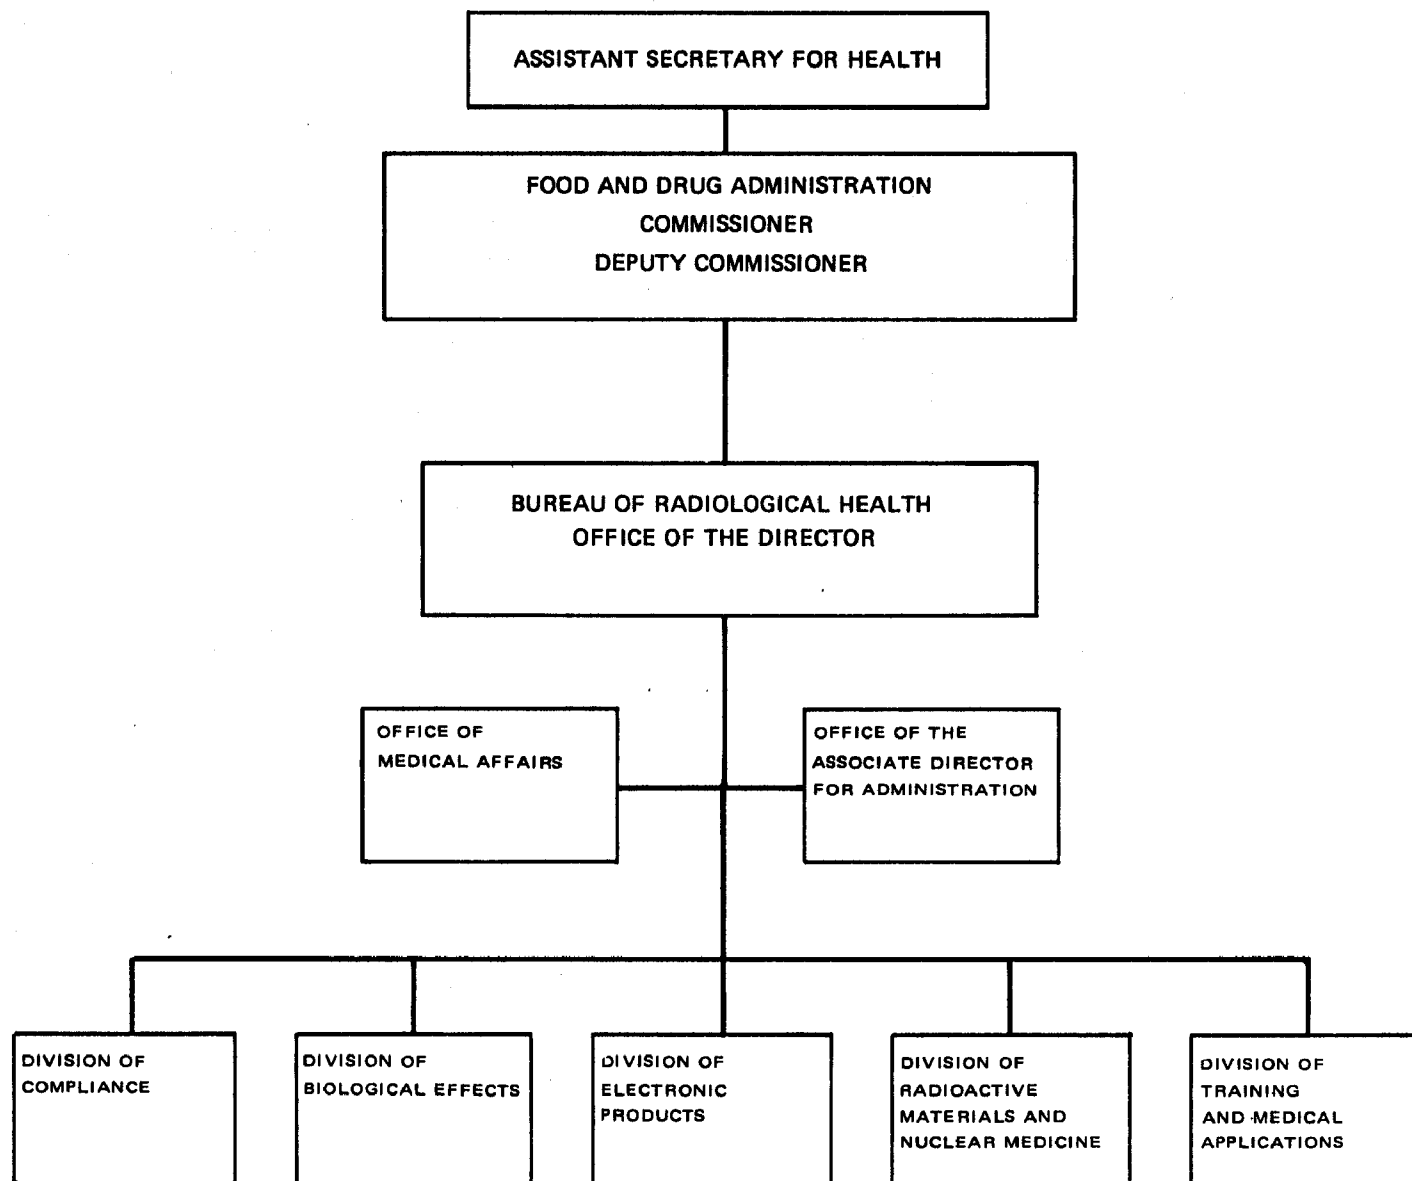 ASSISTANT SECRETARY FOR HEALTH
FOOD AND DRUG ADMINISTRATION
COMMISSIONER
DEPUTY COMMISSIONER
BUREAU OF RADIOLOGICAL HEALTH
OFFICE OF THE DIRECTOR
OFFICE OF
MEDICAL AFFAIRS
OFFICE OF THE
ASSOCIATE DIRECTOR
FOR ADMINISTRATION
DIVISION OF
COMPLIANCE
DIVISION OF
BIOLOGICAL EFFECTS
DIVISION OF
ELECTRONIC
PRODUCTS
DIVISION OF
RADIOACTIVE
MATERIALS AND
NUCLEAR MEDICINE
DIVISION OF
TRAINING
AND MEDICAL
APPLICATIONS